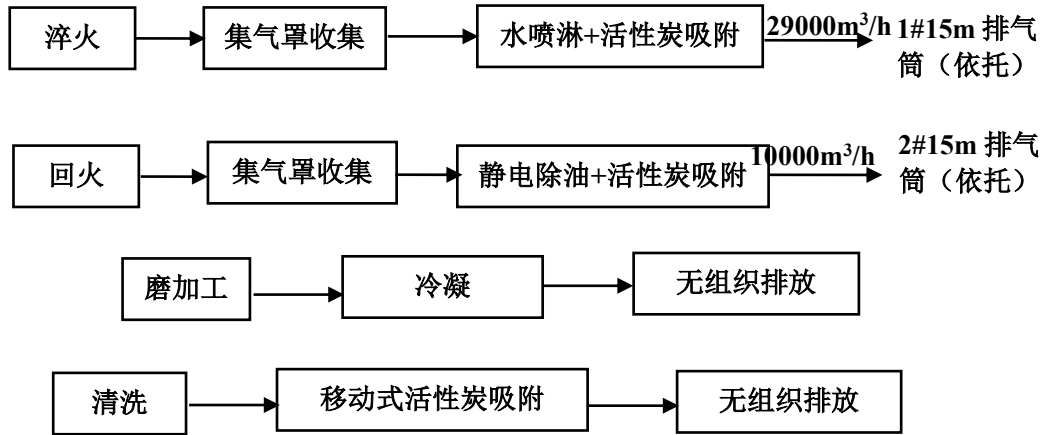 淬火
集气罩收集
水喷淋+活性炭吸附
29000m³/h
1#15m 排气
筒（依托）
回火
集气罩收集
静电除油+活性炭吸附
10000m³/h
2#15m 排气
筒（依托）
磨加工
冷凝
无组织排放
清洗
移动式活性炭吸附
无组织排放